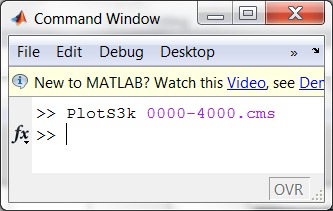 Command Window
File Edit Debug Desktop »
New to MATLAB? Watch this Video, see
>> PlotS3k 0000-4000.cms
fx >>
OVR